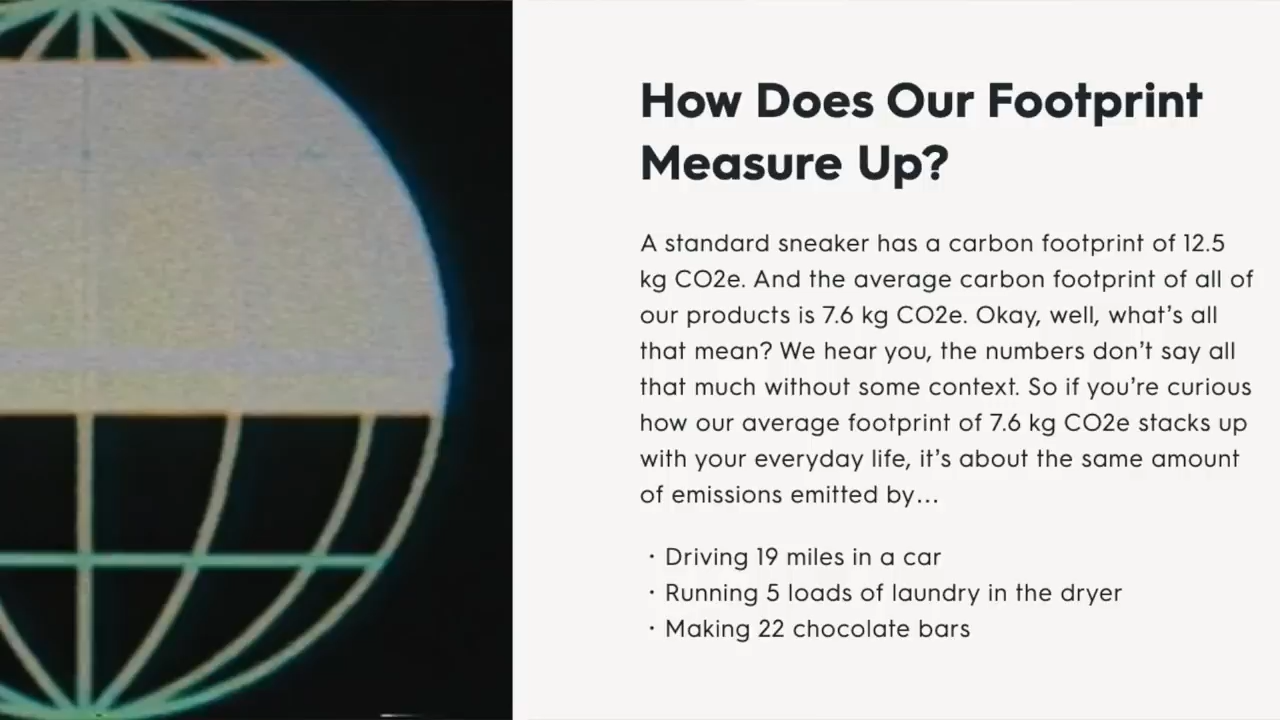 How Does Our Footprint
Measure Up?
A standard sneaker has a carbon footprint of 12.5
kg CO2e. And the average carbon footprint of all of
our products is 7.6 kg CO2e. Okay, well, what’s all
that mean? We hear you, the numbers don’t say all
that much without some context. So if you’re curious
how our average footprint of 7.6 kg CO2e stacks up
with your everyday life, it’s about the same amount
of emissions emitted by…
· Driving 19 miles in a car
· Running 5 loads of laundry in the dryer
· Making 22 chocolate bars